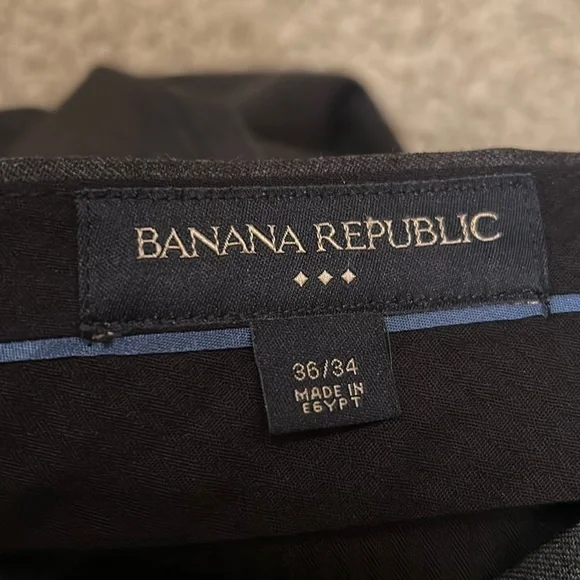 BANANA REPUBLIC
36/34
MADE IN
EGYPT